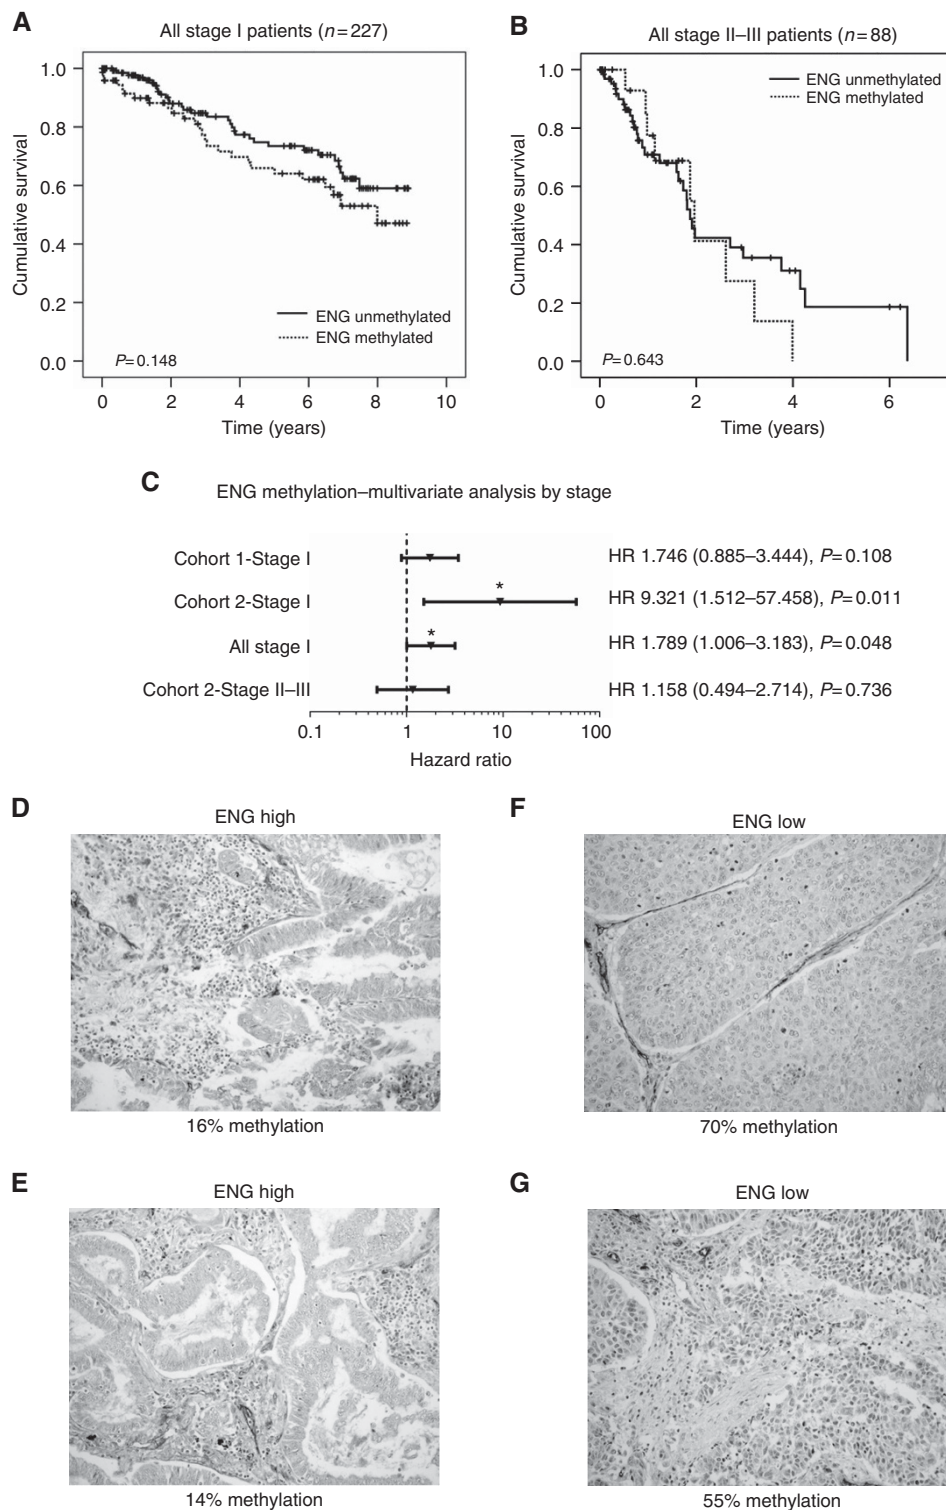 A
All stage I patients (n=227)
Cumulative survival
1.0
0.8
0.6
0.4
0.2
0.0
ENG unmethylated
ENG methylated
P=0.148
0 2 4 6 8 10
Time (years)
B
All stage II–III patients (n=88)
Cumulative survival
1.0
0.8
0.6
0.4
0.2
0.0
ENG unmethylated
ENG methylated
P=0.643
0 2 4 6
Time (years)
C
ENG methylation–multivariate analysis by stage
Cohort 1-Stage I
HR 1.746 (0.885–3.444), P=0.108
Cohort 2-Stage I
*
HR 9.321 (1.512–57.458), P=0.011
All stage I
*
HR 1.789 (1.006–3.183), P=0.048
Cohort 2-Stage II–III
HR 1.158 (0.494–2.714), P=0.736
0.1 1 10 100
Hazard ratio
D
ENG high
16% methylation
F
ENG low
70% methylation
E
ENG high
14% methylation
G
ENG low
55% methylation